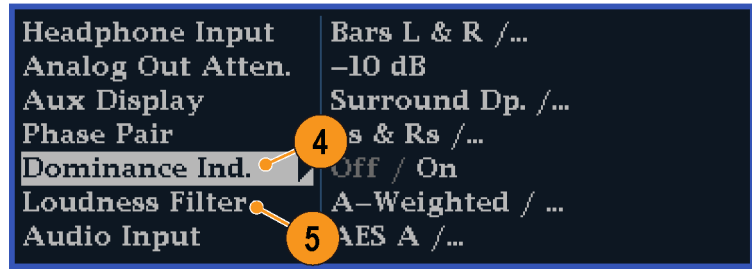 Headphone Input Bars L & R /...
Analog Out Atten. –10 dB
Aux Display Surround Dp. /...
Phase Pair 4 s & Rs /...
Dominance Ind. Off / On
Loudness Filter A–Weighted / ...
Audio Input 5 AES A /...